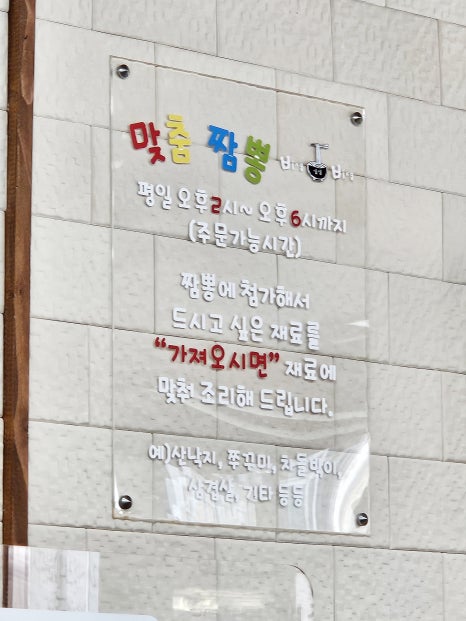 맞춤 짬뽕
평일 오후2시~ 오후6시까지
(주문가능시간)
짬뽕에 첨가해서
드시고 싶은 재료를
"가져오시면" 재료에
맞춰 조리해 드립니다.
예)산낙지, 쭈꾸미, 차돌박이,
삼겹살, 기타 등등